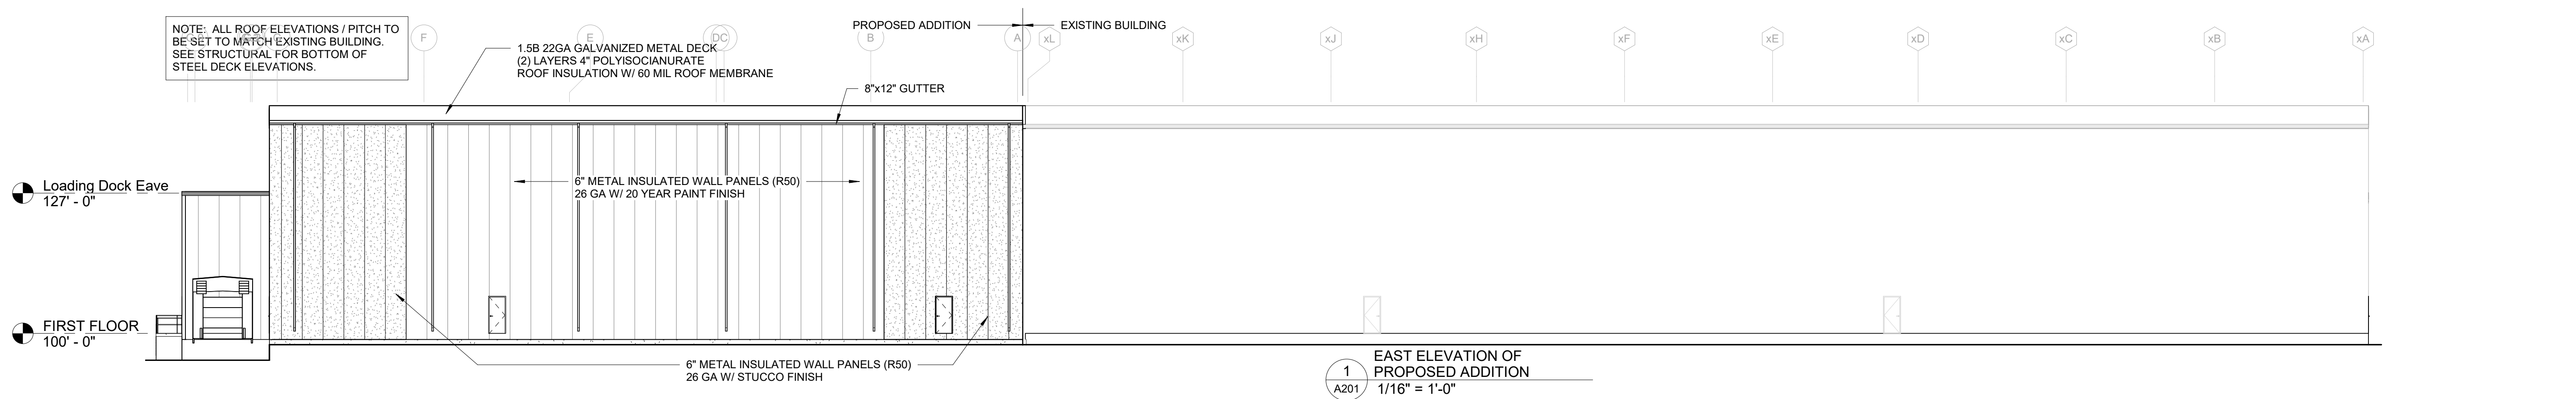 NOTE: ALL ROOF ELEVATIONS / PITCH TO
BE SET TO MATCH EXISTING BUILDING.
SEE STRUCTURAL FOR BOTTOM OF
STEEL DECK ELEVATIONS.
F
E
DC
B
A
xL
xK
xJ
xH
xF
xE
xD
xC
xB
xA
PROPOSED ADDITION
EXISTING BUILDING
1.5B 22GA GALVANIZED METAL DECK
(2) LAYERS 4" POLYISOCIANURATE
ROOF INSULATION W/ 60 MIL ROOF MEMBRANE
8"x12" GUTTER
Loading Dock Eave
127' - 0"
6" METAL INSULATED WALL PANELS (R50)
26 GA W/ 20 YEAR PAINT FINISH
FIRST FLOOR
100' - 0"
6" METAL INSULATED WALL PANELS (R50)
26 GA W/ STUCCO FINISH
1
A201
EAST ELEVATION OF
PROPOSED ADDITION
1/16" = 1'-0"